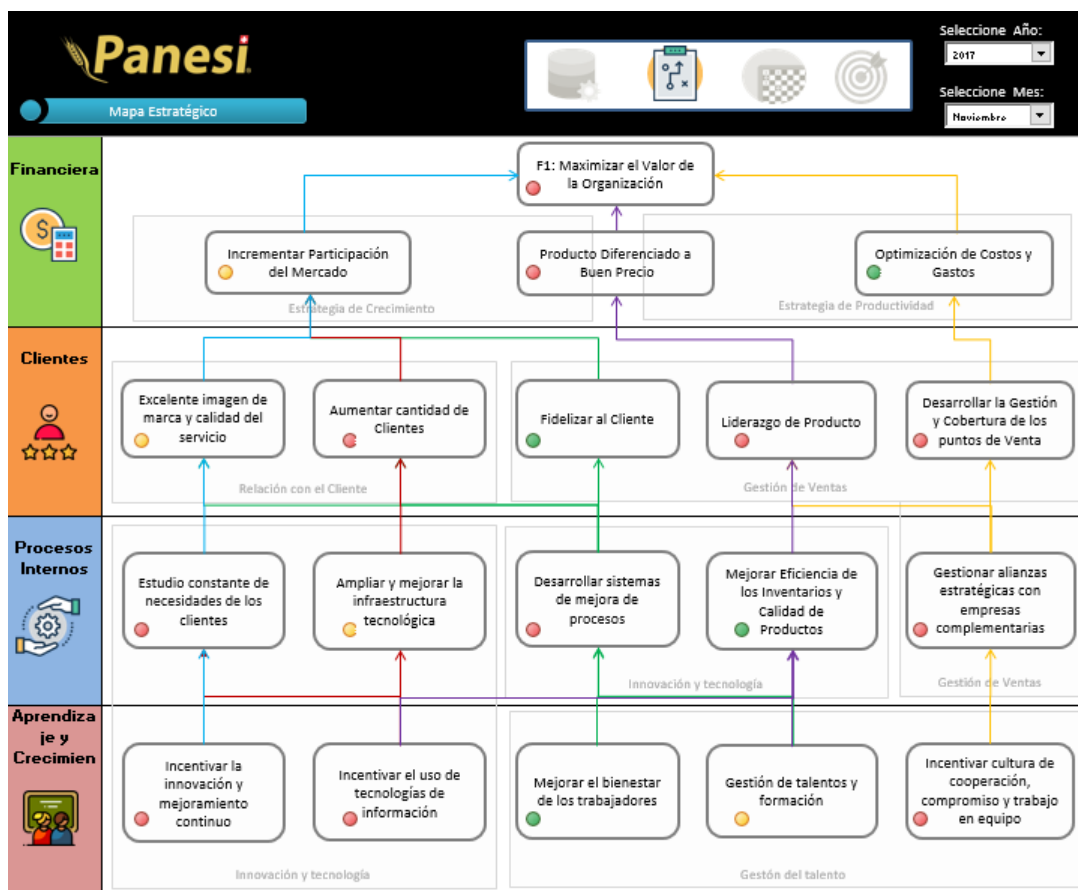 Panesi
Mapa Estratégico
Seleccione Año:
2017
Seleccione Mes:
Noviembre
Financiera
F1: Maximizar el Valor de
la Organización
Incrementar Participación
del Mercado
Producto Diferenciado a
Buen Precio
Optimización de Costos y
Gastos
Estrategia de Crecimiento
Estrategia de Productividad
Clientes
Excelente imagen de
marca y calidad del
servicio
Aumentar cantidad de
Clientes
Fidelizar al Cliente
Liderazgo de Producto
Desarrollar la Gestión
y Cobertura de los
puntos de Venta
Relación con el Cliente
Gestión de Ventas
Procesos
Internos
Estudio constante de
necesidades de los
clientes
Ampliar y mejorar la
infraestructura
tecnológica
Desarrollar sistemas
de mejora de
procesos
Mejorar Eficiencia de
los Inventarios y
Calidad de
Productos
Gestionar alianzas
estratégicas con
empresas
complementarias
Innovación y tecnología
Gestión de Ventas
Aprendiza
je y
Crecimien
Incentivar la
innovación y
mejoramiento
continuo
Incentivar el uso de
tecnologías de
información
Mejorar el bienestar
de los trabajadores
Gestión de talentos y
formación
Incentivar cultura de
cooperación,
compromiso y trabajo
en equipo
Innovación y tecnología
Gestión del talento